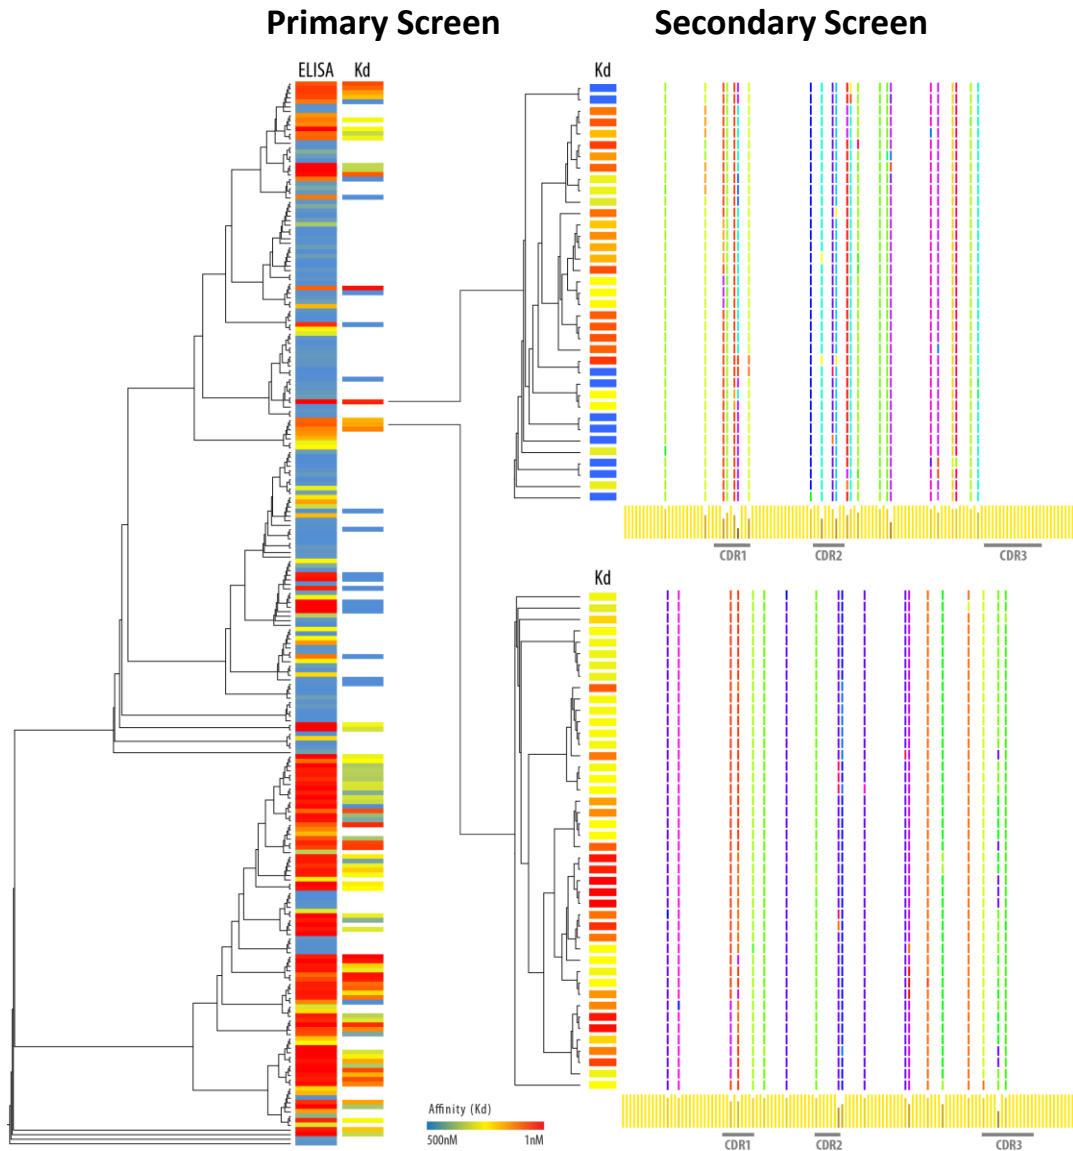 Primary Screen
Secondary Screen
ELISA
Kd
Kd
CDR1
CDR2
CDR3
Kd
Affinity (Kd)
500nM
1nM
CDR1
CDR2
CDR3